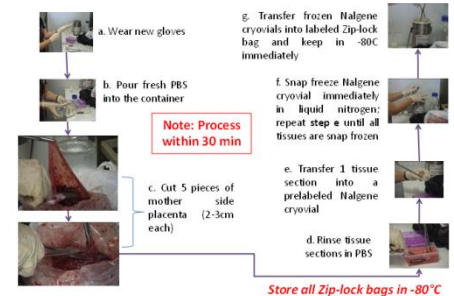 a. Wear new gloves
b. Pour fresh PBS
into the container
Note: Process
within 30 min
c. Cut 5 pieces of
mother side
placenta (2-3cm
each)
d. Rinse tissue
sections in PBS
e. Transfer 1 tissue
section into a
prelabeled Nalgene
cryovial
f. Snap freeze Nalgene
cryovial immediately
in liquid nitrogen;
repeat step e until all
tissues are snap frozen
g. Transfer frozen Nalgene
cryovials into labeled Zip-lock
bag and keep in -80C
immediately
Store all Zip-lock bags in -80°C